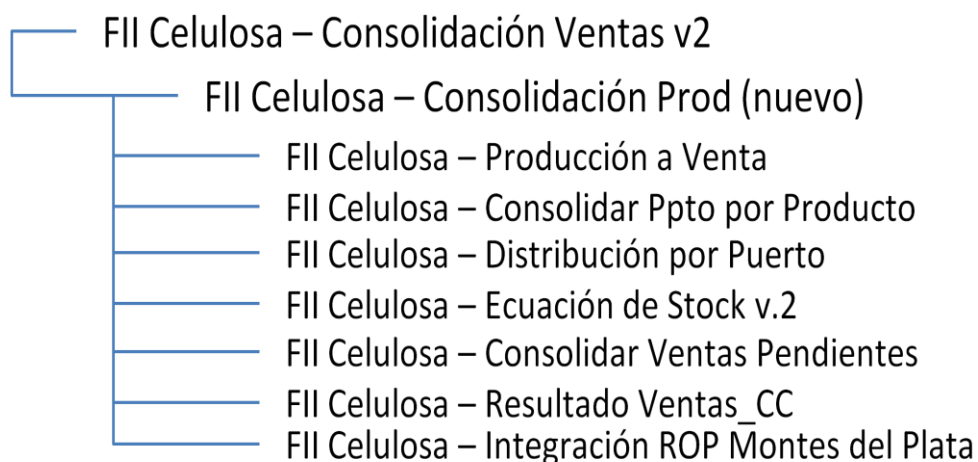 FII Celulosa – Consolidación Ventas v2
FII Celulosa – Consolidación Prod (nuevo)
FII Celulosa – Producción a Venta
FII Celulosa – Consolidar Ppto por Producto
FII Celulosa – Distribución por Puerto
FII Celulosa – Ecuación de Stock v.2
FII Celulosa – Consolidar Ventas Pendientes
FII Celulosa – Resultado Ventas_CC
FII Celulosa – Integración ROP Montes del Plata